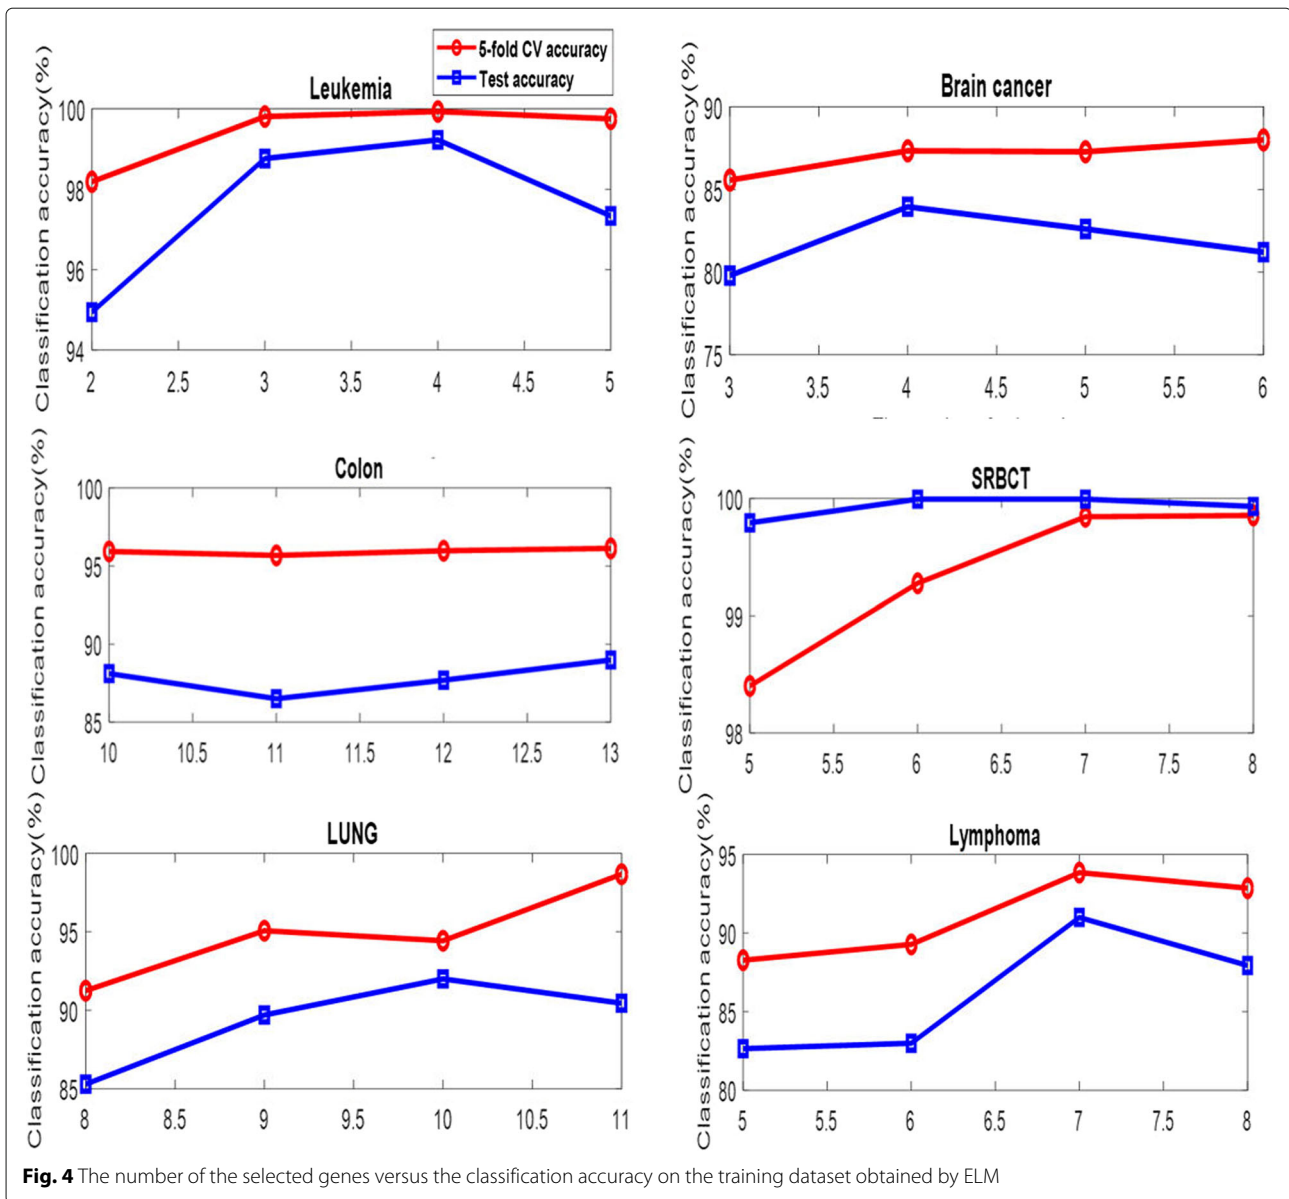 5-fold CV accuracy
Test accuracy
Leukemia
Classification accuracy(%)
100
98
96
94
2 2.5 3 3.5 4 4.5 5
Brain cancer
Classification accuracy(%)
90
85
80
75
3 3.5 4 4.5 5 5.5 6
Colon
Classification accuracy(%)
100
95
90
85
10 10.5 11 11.5 12 12.5 13
SRBCT
Classification accuracy(%)
100
99
98
5 5.5 6 6.5 7 7.5 8
LUNG
Classification accuracy(%)
100
95
90
85
8 8.5 9 9.5 10 10.5 11
Lymphoma
Classification accuracy(%)
95
90
85
80
5 5.5 6 6.5 7 7.5 8
Fig. 4 The number of the selected genes versus the classification accuracy on the training dataset obtained by ELM